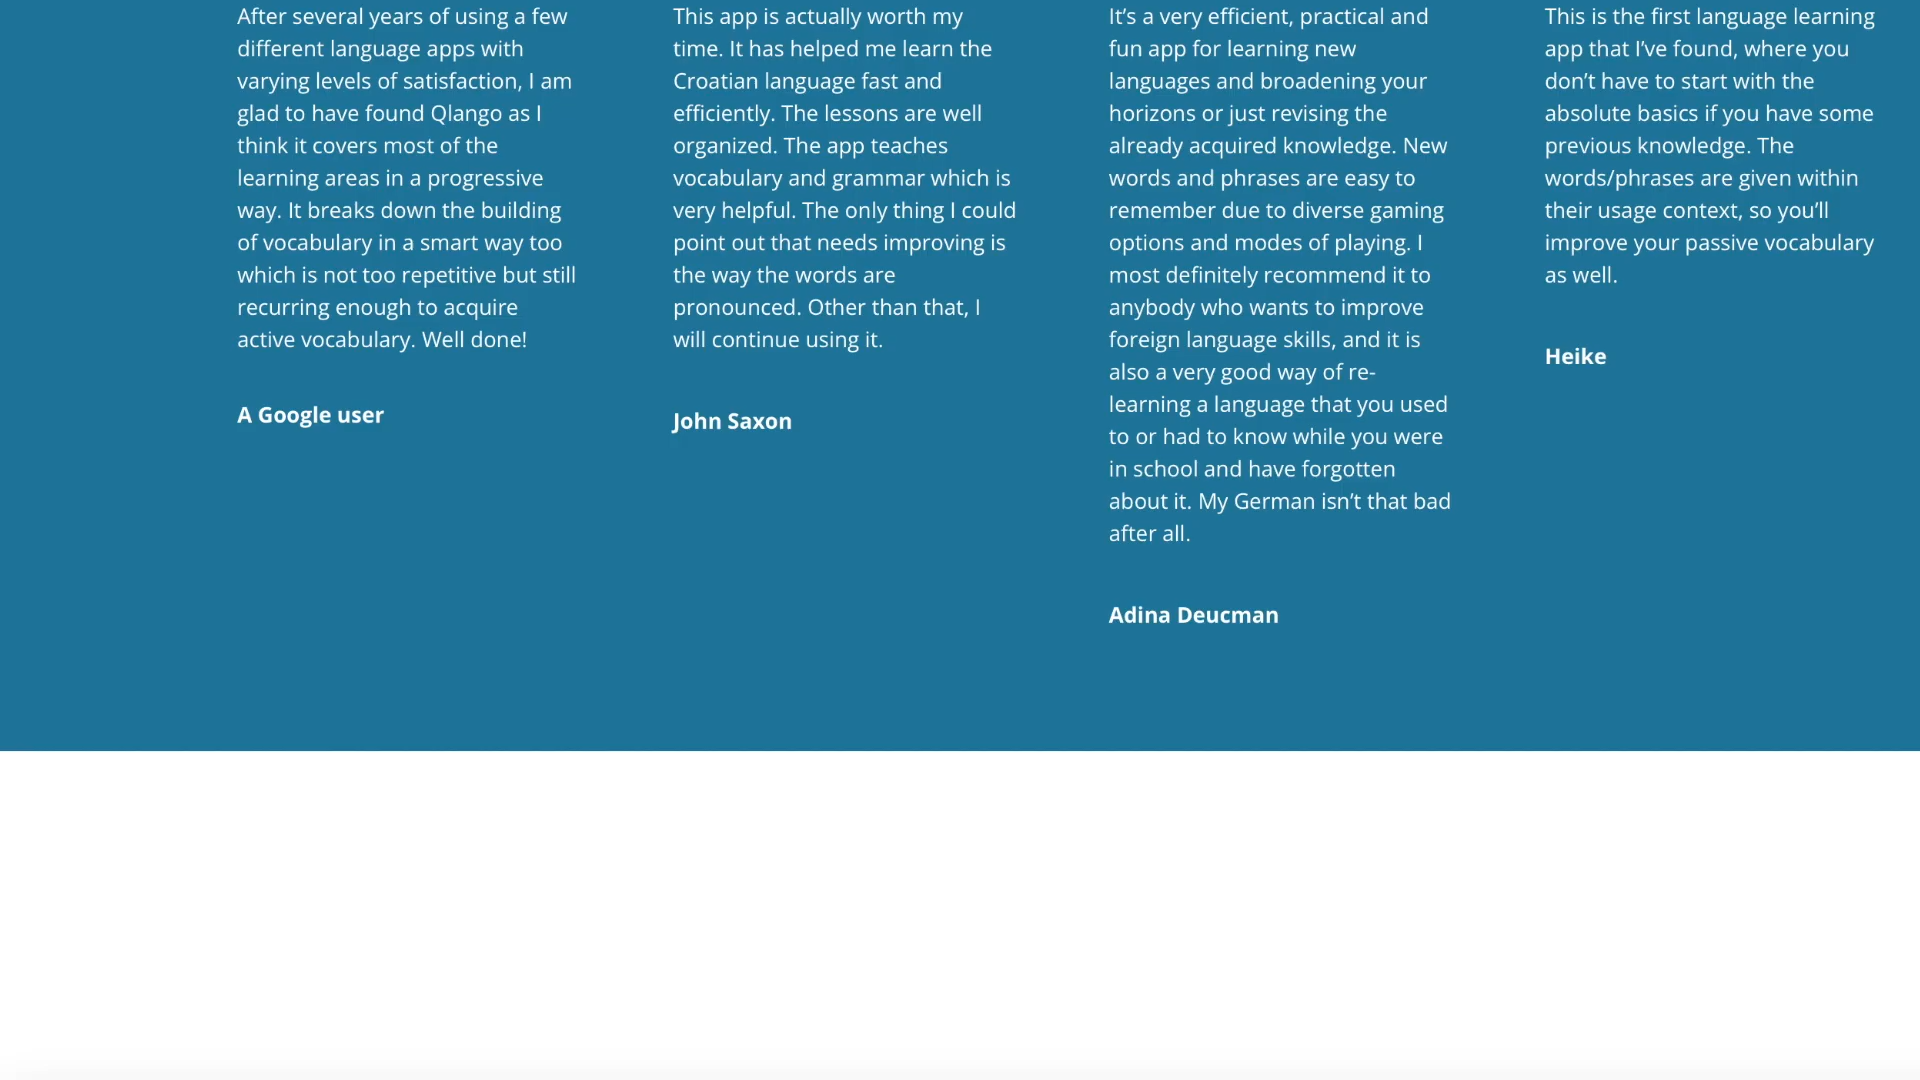 After several years of using a few
different language apps with
varying levels of satisfaction, I am
glad to have found Qlango as I
think it covers most of the
learning areas in a progressive
way. It breaks down the building
of vocabulary in a smart way too
which is not too repetitive but still
recurring enough to acquire
active vocabulary. Well done!
A Google user
This app is actually worth my
time. It has helped me learn the
Croatian language fast and
efficiently. The lessons are well
organized. The app teaches
vocabulary and grammar which is
very helpful. The only thing I could
point out that needs improving is
the way the words are
pronounced. Other than that, I
will continue using it.
John Saxon
It’s a very efficient, practical and
fun app for learning new
languages and broadening your
horizons or just revising the
already acquired knowledge. New
words and phrases are easy to
remember due to diverse gaming
options and modes of playing. I
most definitely recommend it to
anybody who wants to improve
foreign language skills, and it is
also a very good way of re-
learning a language that you used
to or had to know while you were
in school and have forgotten
about it. My German isn’t that bad
after all.
Adina Deucman
This is the first language learning
app that I’ve found, where you
don’t have to start with the
absolute basics if you have some
previous knowledge. The
words/phrases are given within
their usage context, so you’ll
improve your passive vocabulary
as well.
Heike